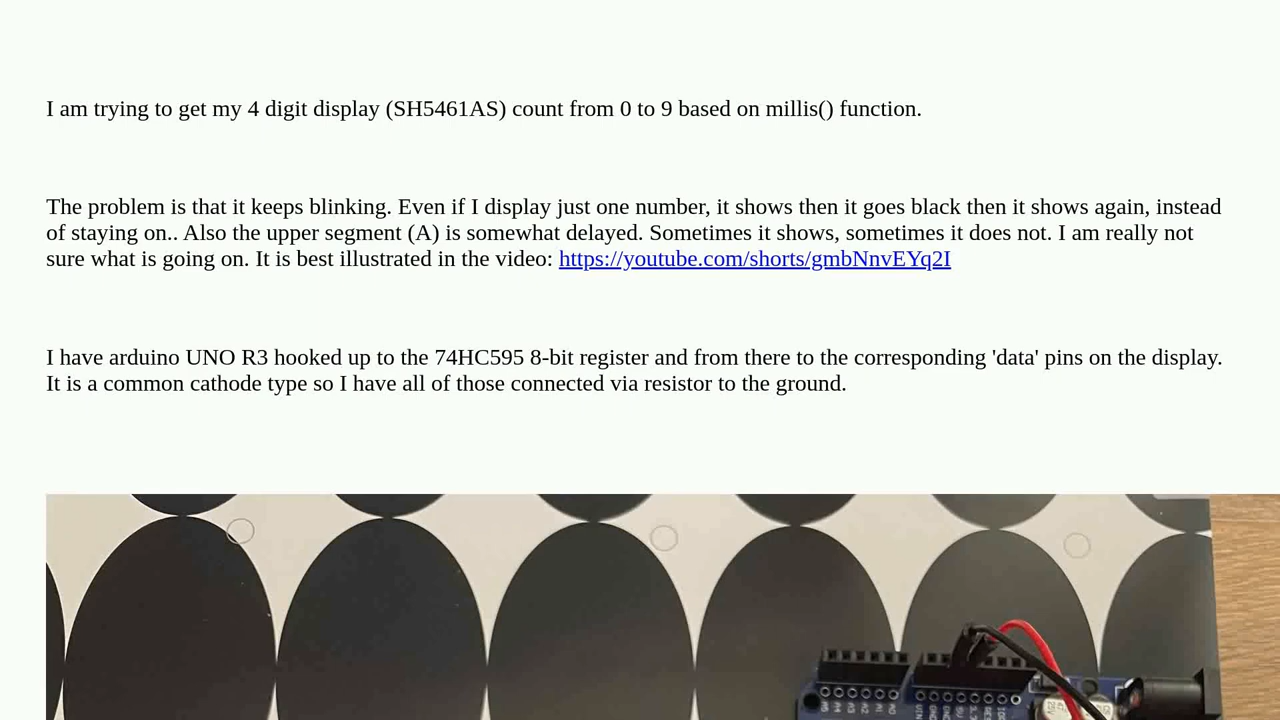 I am trying to get my 4 digit display (SH5461AS) count from 0 to 9 based on millis() function.
The problem is that it keeps blinking. Even if I display just one number, it shows then it goes black then it shows again, instead
of staying on.. Also the upper segment (A) is somewhat delayed. Sometimes it shows, sometimes it does not. I am really not
sure what is going on. It is best illustrated in the video: https://youtube.com/shorts/gmbNnvEYq2I
I have arduino UNO R3 hooked up to the 74HC595 8-bit register and from there to the corresponding 'data' pins on the display.
It is a common cathode type so I have all of those connected via resistor to the ground.